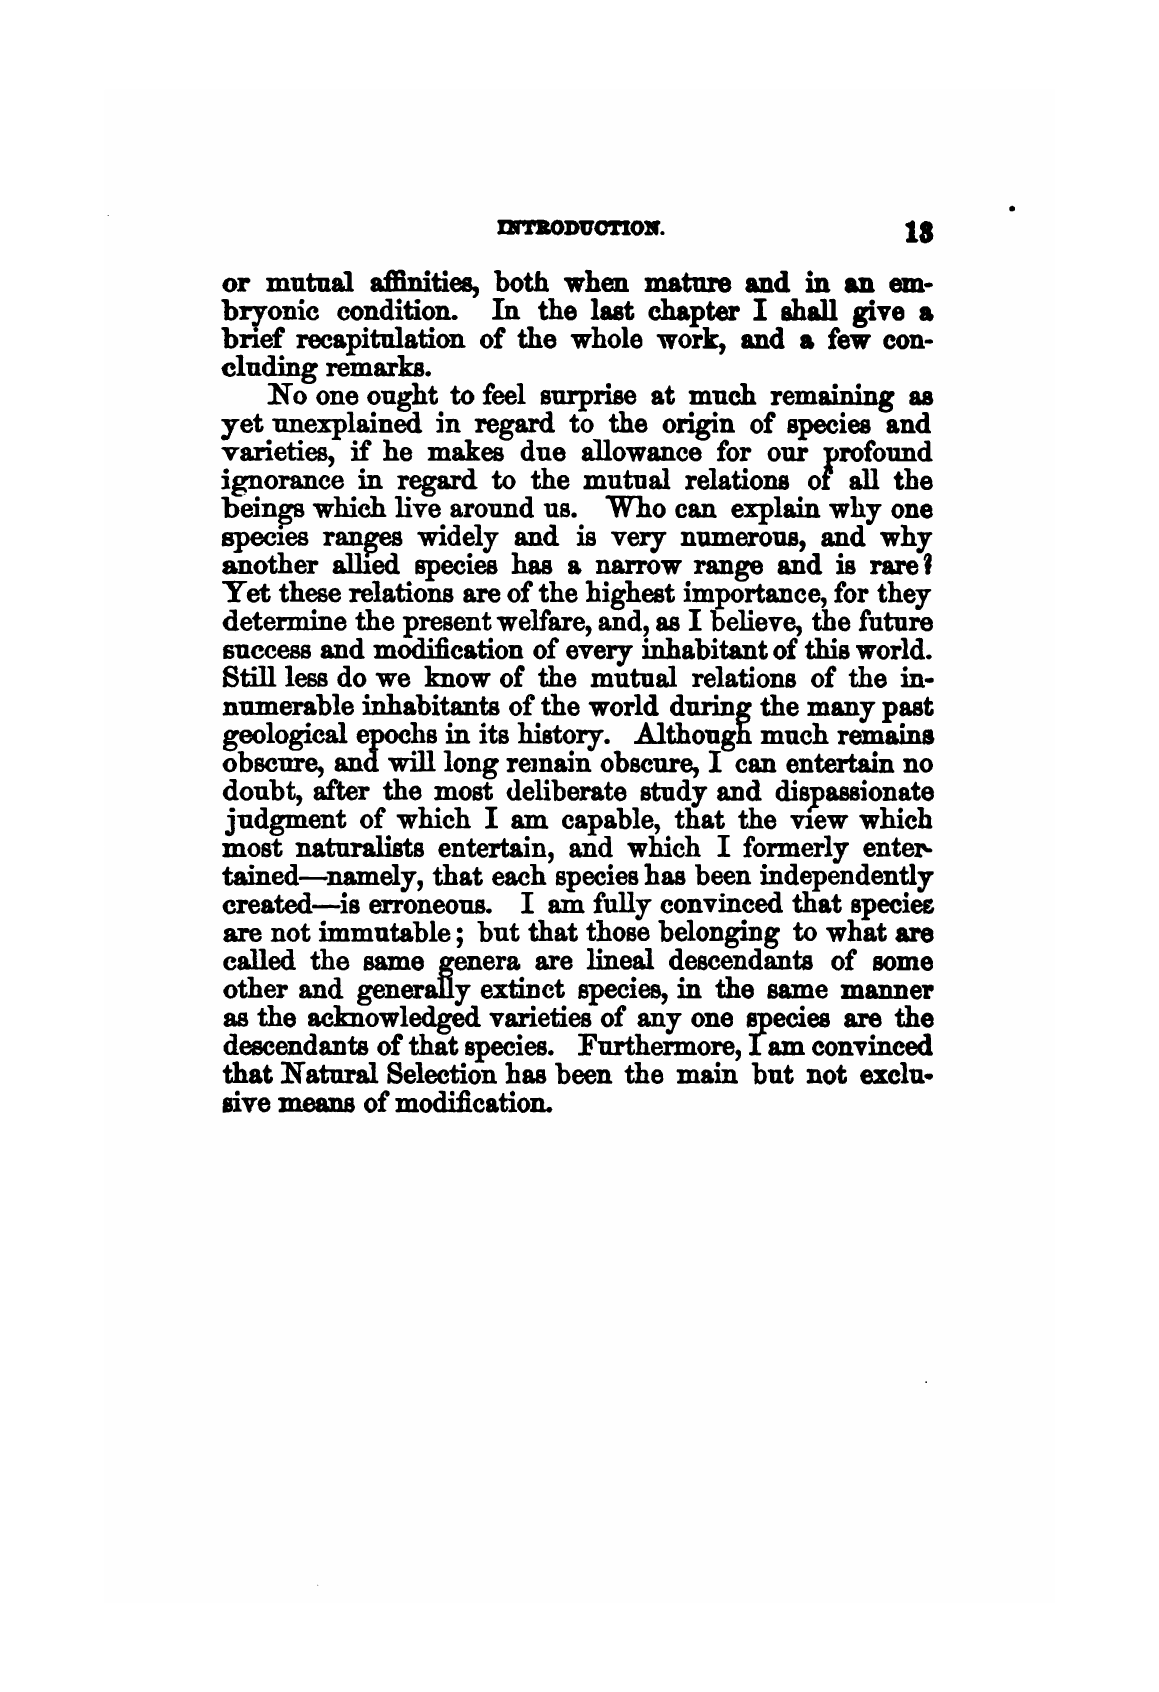 INTRODUCTION. 13
or mutual affinities, both when mature and in an em-
bryonic condition. In the last chapter I shall give a
brief recapitulation of the whole work, and a few con-
cluding remarks.
No one ought to feel surprise at much remaining as
yet unexplained in regard to the origin of species and
varieties, if he makes due allowance for our profound
ignorance in regard to the mutual relations of all the
beings which live around us. Who can explain why one
species ranges widely and is very numerous, and why
another allied species has a narrow range and is rare?
Yet these relations are of the highest importance, for they
determine the present welfare, and, as I believe, the future
success and modification of every inhabitant of this world.
Still less do we know of the mutual relations of the in-
numerable inhabitants of the world during the many past
geological epochs in its history. Although much remains
obscure, and will long remain obscure, I can entertain no
doubt, after the most deliberate study and dispassionate
judgment of which I am capable, that the view which
most naturalists entertain, and which I formerly enter-
tained—namely, that each species has been independently
created—is erroneous. I am fully convinced that species
are not immutable; but that those belonging to what are
called the same genera are lineal descendants of some
other and generally extinct species, in the same manner
as the acknowledged varieties of any one species are the
descendants of that species. Furthermore, I am convinced
that Natural Selection has been the main but not exclu-
sive means of modification.